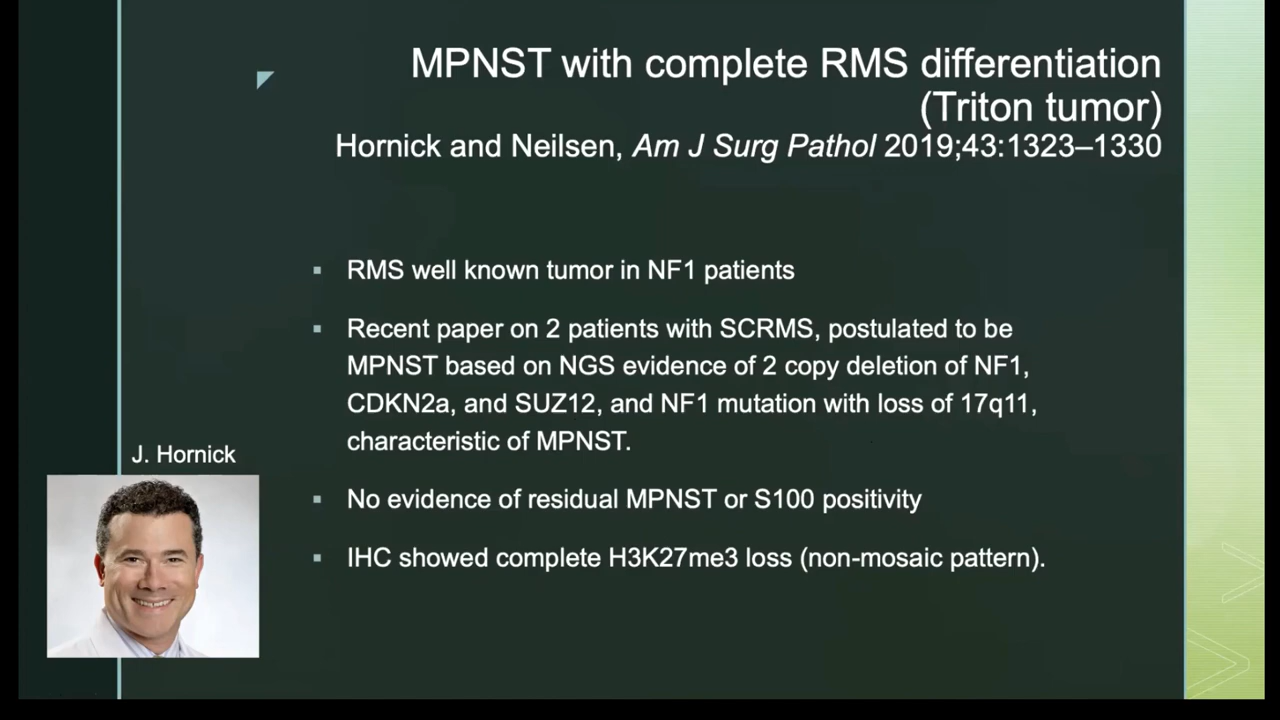 MPNST with complete RMS differentiation
(Triton tumor)
Hornick and Neilsen, Am J Surg Pathol 2019;43:1323–1330
▪ RMS well known tumor in NF1 patients
▪ Recent paper on 2 patients with SCRMS, postulated to be
MPNST based on NGS evidence of 2 copy deletion of NF1,
CDKN2a, and SUZ12, and NF1 mutation with loss of 17q11,
characteristic of MPNST.
▪ No evidence of residual MPNST or S100 positivity
▪ IHC showed complete H3K27me3 loss (non-mosaic pattern).
J. Hornick